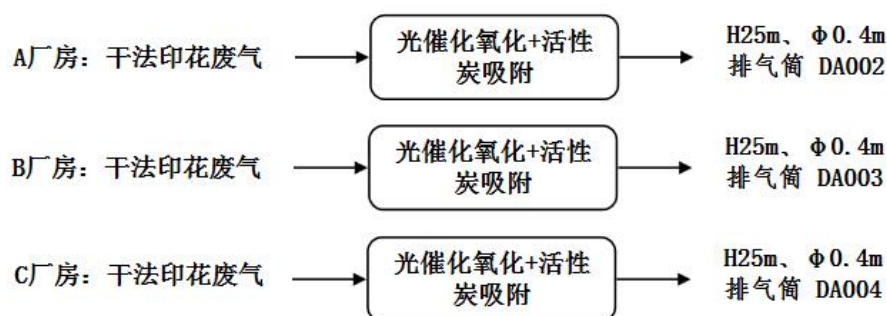 A厂房：干法印花废气
光催化氧化+活性
炭吸附
H25m、Φ0.4m
排气筒 DA002
B厂房：干法印花废气
光催化氧化+活性
炭吸附
H25m、Φ0.4m
排气筒 DA003
C厂房：干法印花废气
光催化氧化+活性
炭吸附
H25m、Φ0.4m
排气筒 DA004